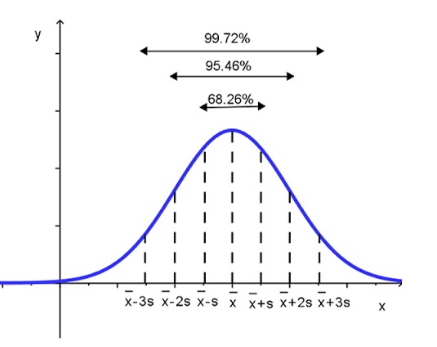 y
99.72%
95.46%
68.26%
x̅-3s x̅-2s x̅-s x̅ x̅+s x̅+2s x̅+3s x